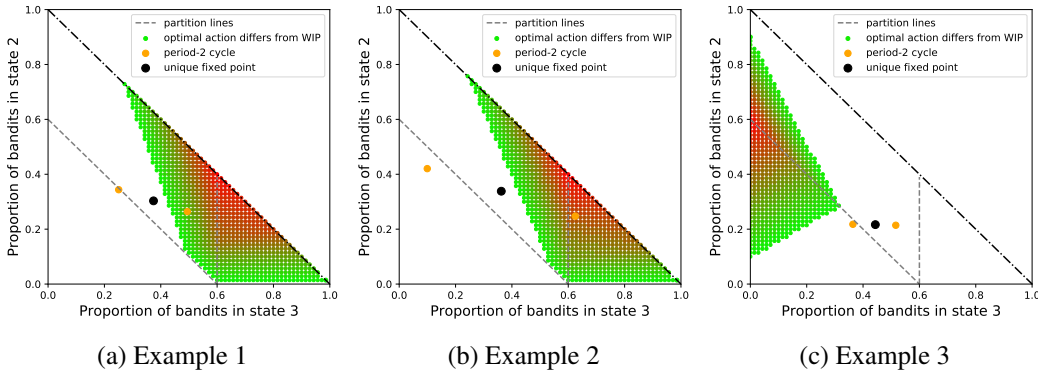 Proportion of bandits in state 2
1.0
0.8
0.6
0.4
0.2
0.0
partition lines
optimal action differs from WIP
period-2 cycle
unique fixed point
0.0 0.2 0.4 0.6 0.8 1.0
Proportion of bandits in state 3
(a) Example 1
Proportion of bandits in state 2
1.0
0.8
0.6
0.4
0.2
0.0
partition lines
optimal action differs from WIP
period-2 cycle
unique fixed point
0.0 0.2 0.4 0.6 0.8 1.0
Proportion of bandits in state 3
(b) Example 2
Proportion of bandits in state 2
1.0
0.8
0.6
0.4
0.2
0.0
partition lines
optimal action differs from WIP
period-2 cycle
unique fixed point
0.0 0.2 0.4 0.6 0.8 1.0
Proportion of bandits in state 3
(c) Example 3